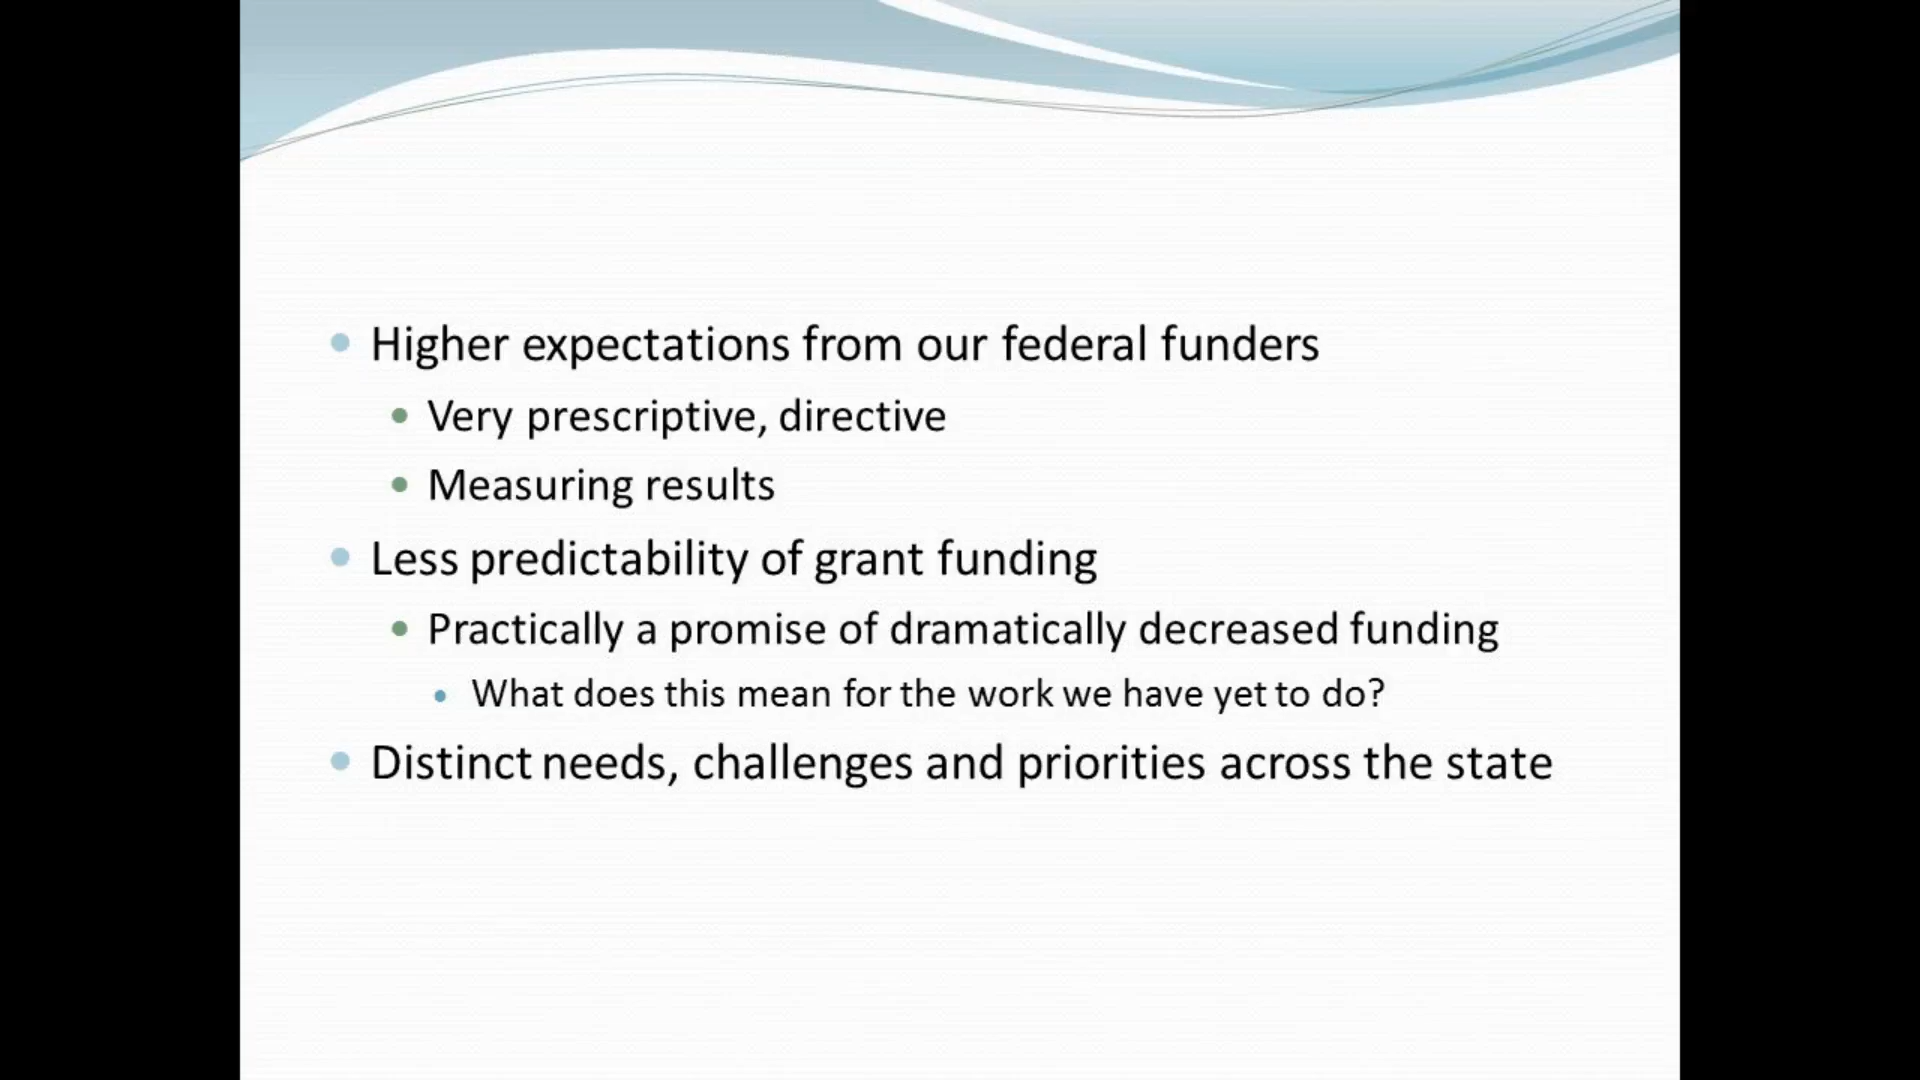 Higher expectations from our federal funders
Very prescriptive, directive
Measuring results
Less predictability of grant funding
Practically a promise of dramatically decreased funding
What does this mean for the work we have yet to do?
Distinct needs, challenges and priorities across the state